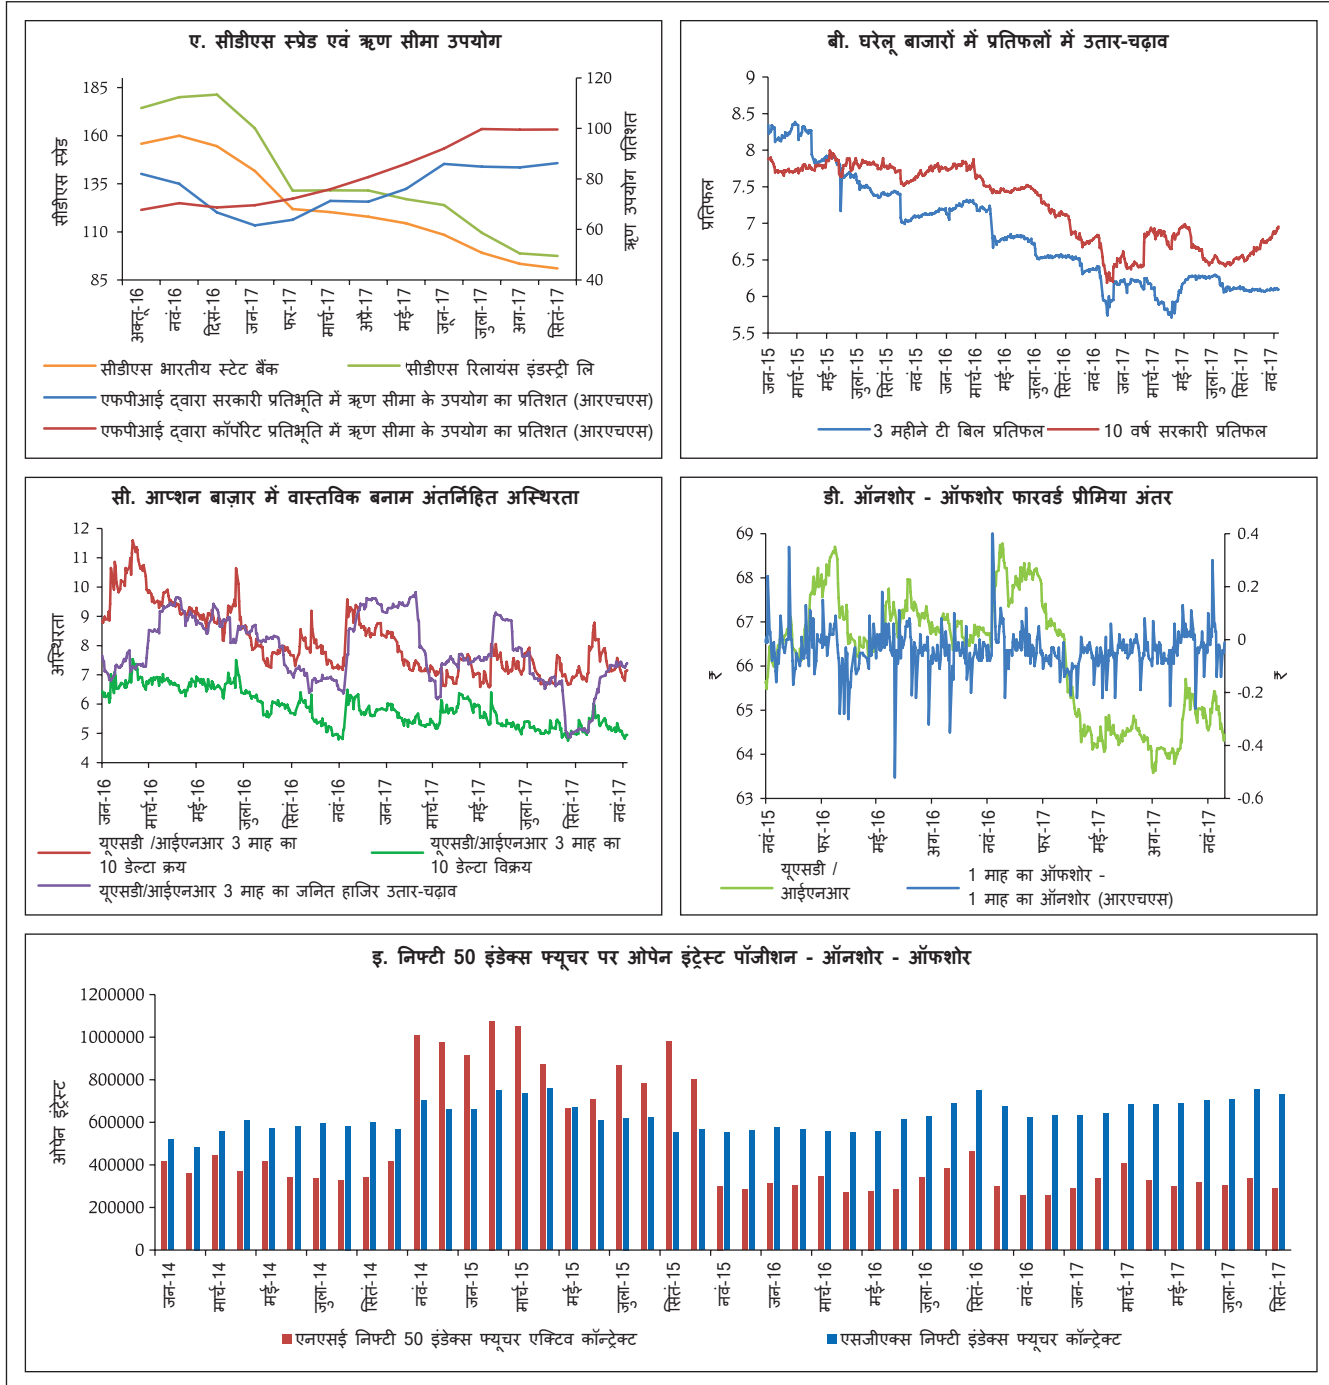 ए. सीडीएस स्प्रेड एवं ऋण सीमा उपयोग
185
160
135
110
85
सीडीएस स्प्रेड
120
100
80
60
40
ऋण उपयोग प्रतिशत
अक्तू-16
नवं-16
दिसं-16
जन-17
फर-17
मार्च-17
अप्रै-17
मई-17
जून-17
जुला-17
अग-17
सितं-17
सीडीएस भारतीय स्टेट बैंक
'सीडीएस रिलायंस इंडस्ट्री लि
एफपीआई द्वारा सरकारी प्रतिभूति में ऋण सीमा के उपयोग का प्रतिशत (आरएचएस)
एफपीआई द्वारा कॉर्पोरेट प्रतिभूति में ऋण सीमा के उपयोग का प्रतिशत (आरएचएस)
बी. घरेलू बाजारों में प्रतिफलों में उतार-चढ़ाव
9
8.5
8
7.5
7
6.5
6
5.5
प्रतिफल
जन-15
मार्च-15
मई-15
जुला-15
सितं-15
नवं-15
जन-16
मार्च-16
मई-16
जुला-16
सितं-16
नवं-16
जन-17
मार्च-17
मई-17
जुला-17
सितं-17
नवं-17
3 महीने टी बिल प्रतिफल
10 वर्ष सरकारी प्रतिफल
सी. आप्शन बाज़ार में वास्तविक बनाम अंतर्निहित अस्थिरता
12
11
10
9
8
7
6
5
4
अस्थिरता
जन-16
मार्च-16
मई-16
जुला-16
सितं-16
नवं-16
जन-17
मार्च-17
मई-17
जुला-17
सितं-17
नवं-17
यूएसडी /आईएनआर 3 माह का
10 डेल्टा क्रय
यूएसडी/आईएनआर 3 माह का
10 डेल्टा विक्रय
यूएसडी/आईएनआर 3 माह का जनित हाजिर उतार-चढ़ाव
डी. ऑनशोर - ऑफशोर फारवर्ड प्रीमिया अंतर
69
68
67
66
65
64
63
₹
0.4
0.2
0
-0.2
-0.4
-0.6
₹
नवं-15
फर-16
मई-16
अग-16
नवं-16
फर-17
मई-17
अग-17
नवं-17
यूएसडी /
आईएनआर
1 माह का ऑफशोर -
1 माह का ऑनशोर (आरएचएस)
इ. निफ्टी 50 इंडेक्स फ्यूचर पर ओपेन इंट्रेस्ट पॉजीशन - ऑनशोर - ऑफशोर
1200000
1000000
800000
600000
400000
200000
0
ओपेन इंट्रेस्ट
जन-14
मार्च-14
मई-14
जुला-14
सितं-14
नवं-14
जन-15
मार्च-15
मई-15
जुला-15
सितं-15
नवं-15
जन-16
मार्च-16
मई-16
जुला-16
सितं-16
नवं-16
जन-17
मार्च-17
मई-17
जुला-17
सितं-17
एनएसई निफ्टी 50 इंडेक्स फ्यूचर एक्टिव कॉन्ट्रेक्ट
एसजीएक्स निफ्टी इंडेक्स फ्यूचर कॉन्ट्रेक्ट